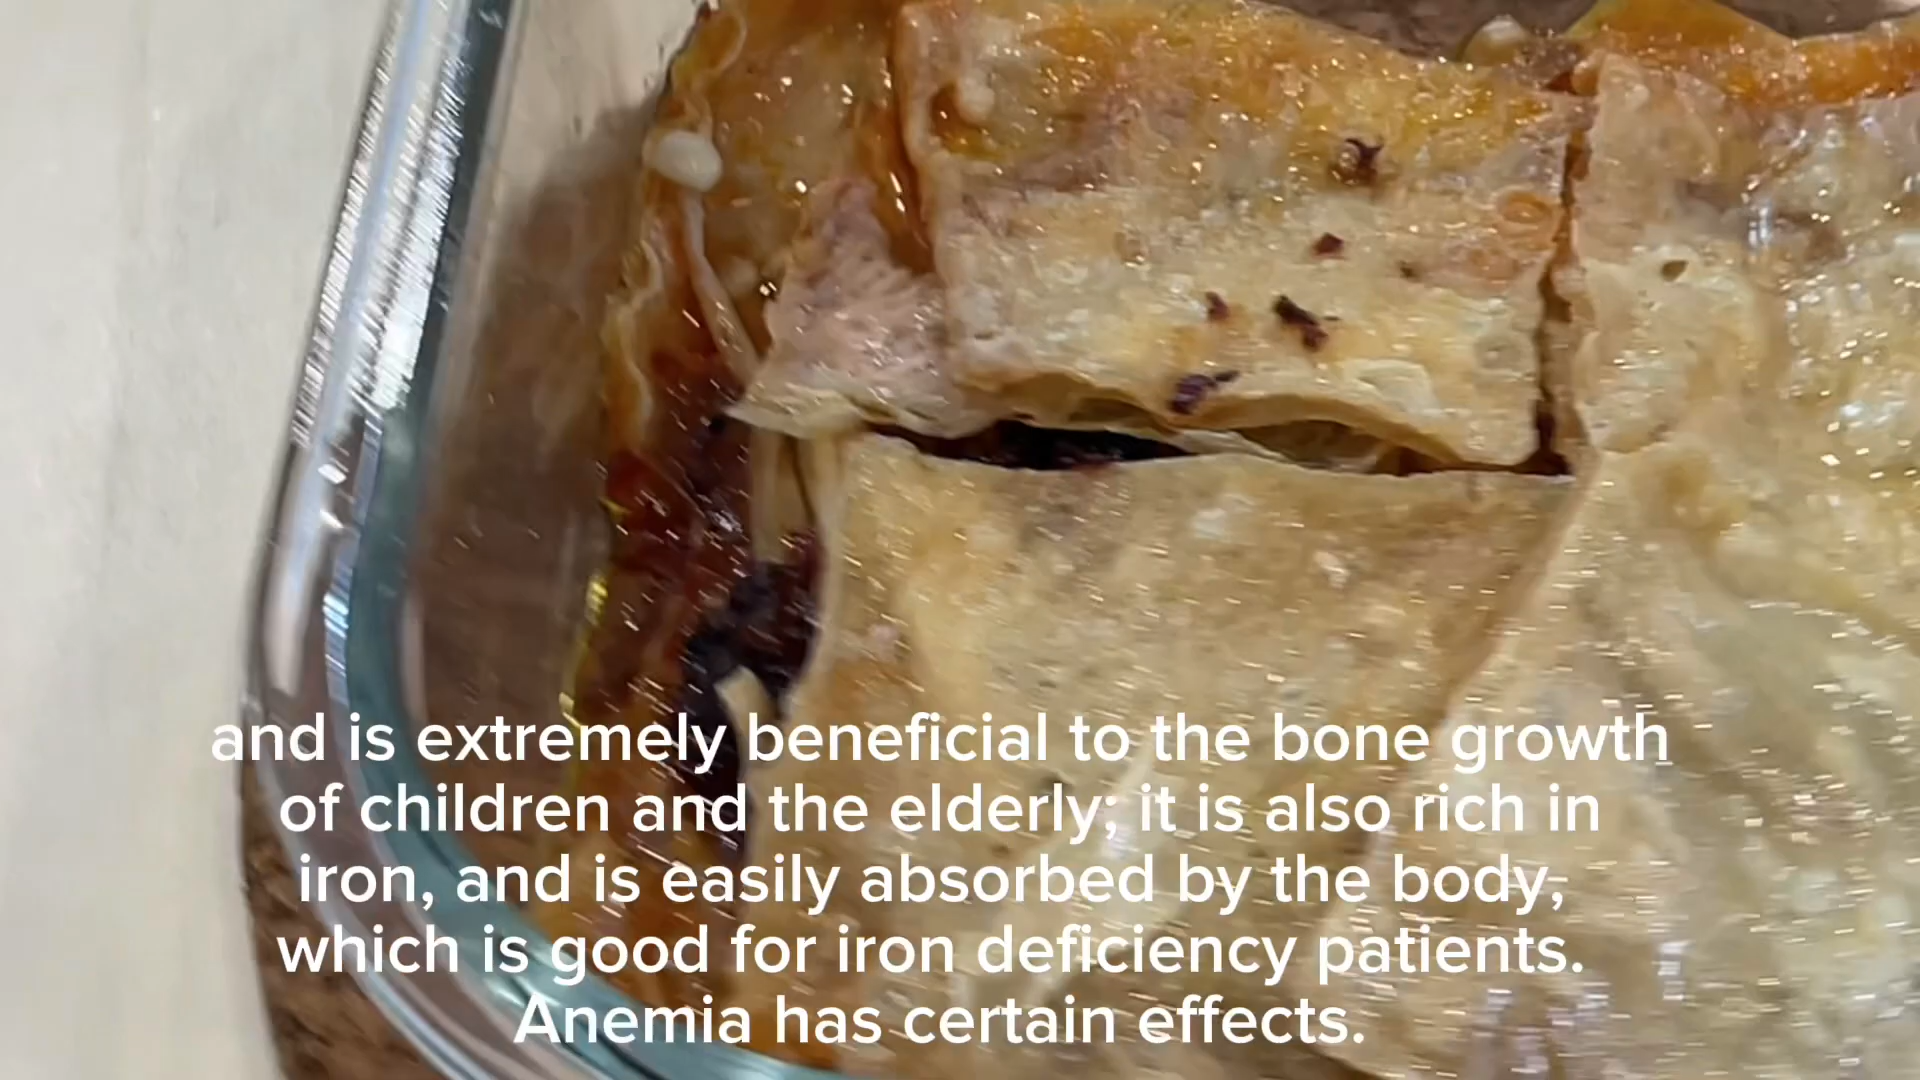 and is extremely beneficial to the bone growth
of children and the elderly; it is also rich in
iron, and is easily absorbed by the body,
which is good for iron deficiency patients.
Anemia has certain effects.